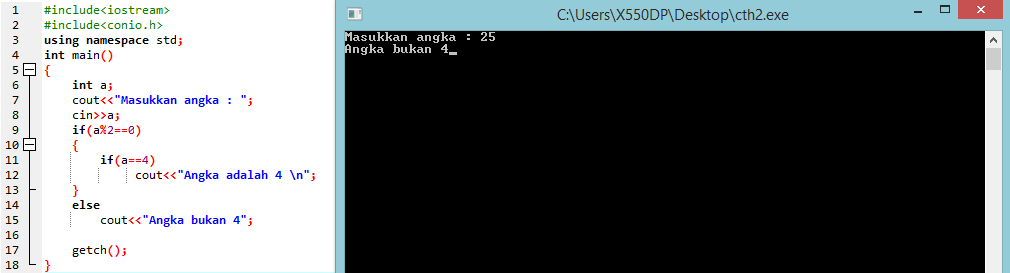 1 #include<iostream>
2 #include<conio.h>
3 using namespace std;
4 int main()
5 {
6 int a;
7 cout<<"Masukkan angka : ";
8 cin>>a;
9 if(a%2==0)
10 {
11 if(a==4)
12 cout<<"Angka adalah 4 \n";
13 }
14 else
15 cout<<"Angka bukan 4";
16
17 getch();
18 }
C:\Users\X550DP\Desktop\cth2.exe
Masukkan angka : 25
Angka bukan 4_